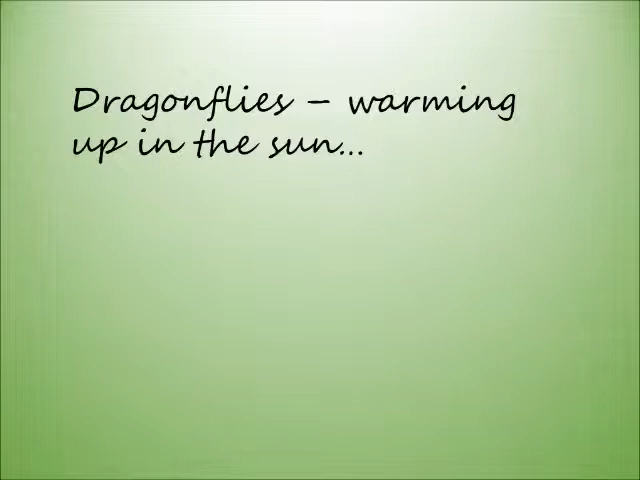 Dragonflies – warming
up in the sun...